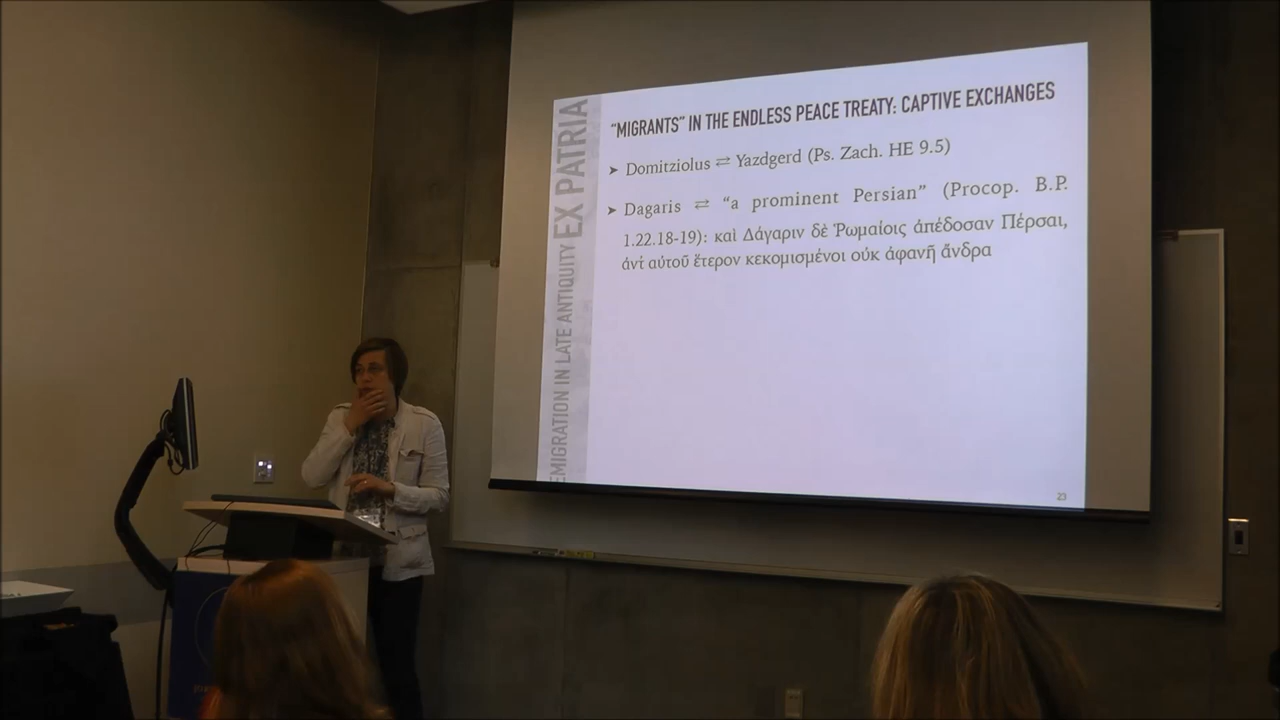 “MIGRANTS” IN THE ENDLESS PEACE TREATY: CAPTIVE EXCHANGES
➤ Domitziolus ⇄ Yazdgerd (Ps. Zach. HE 9.5)
➤ Dagaris ⇄ “a prominent Persian” (Procop. B.P.
1.22.18-19): καὶ Δάγαριν δὲ Ῥωμαίοις ἀπέδοσαν Πέρσαι,
ἀντ᾽ αὐτοῦ ἕτερον κεκομισμένοι οὐκ ἀφανῆ ἄνδρα
EMIGRATION IN LATE ANTIQUITY EX PATRIA
23